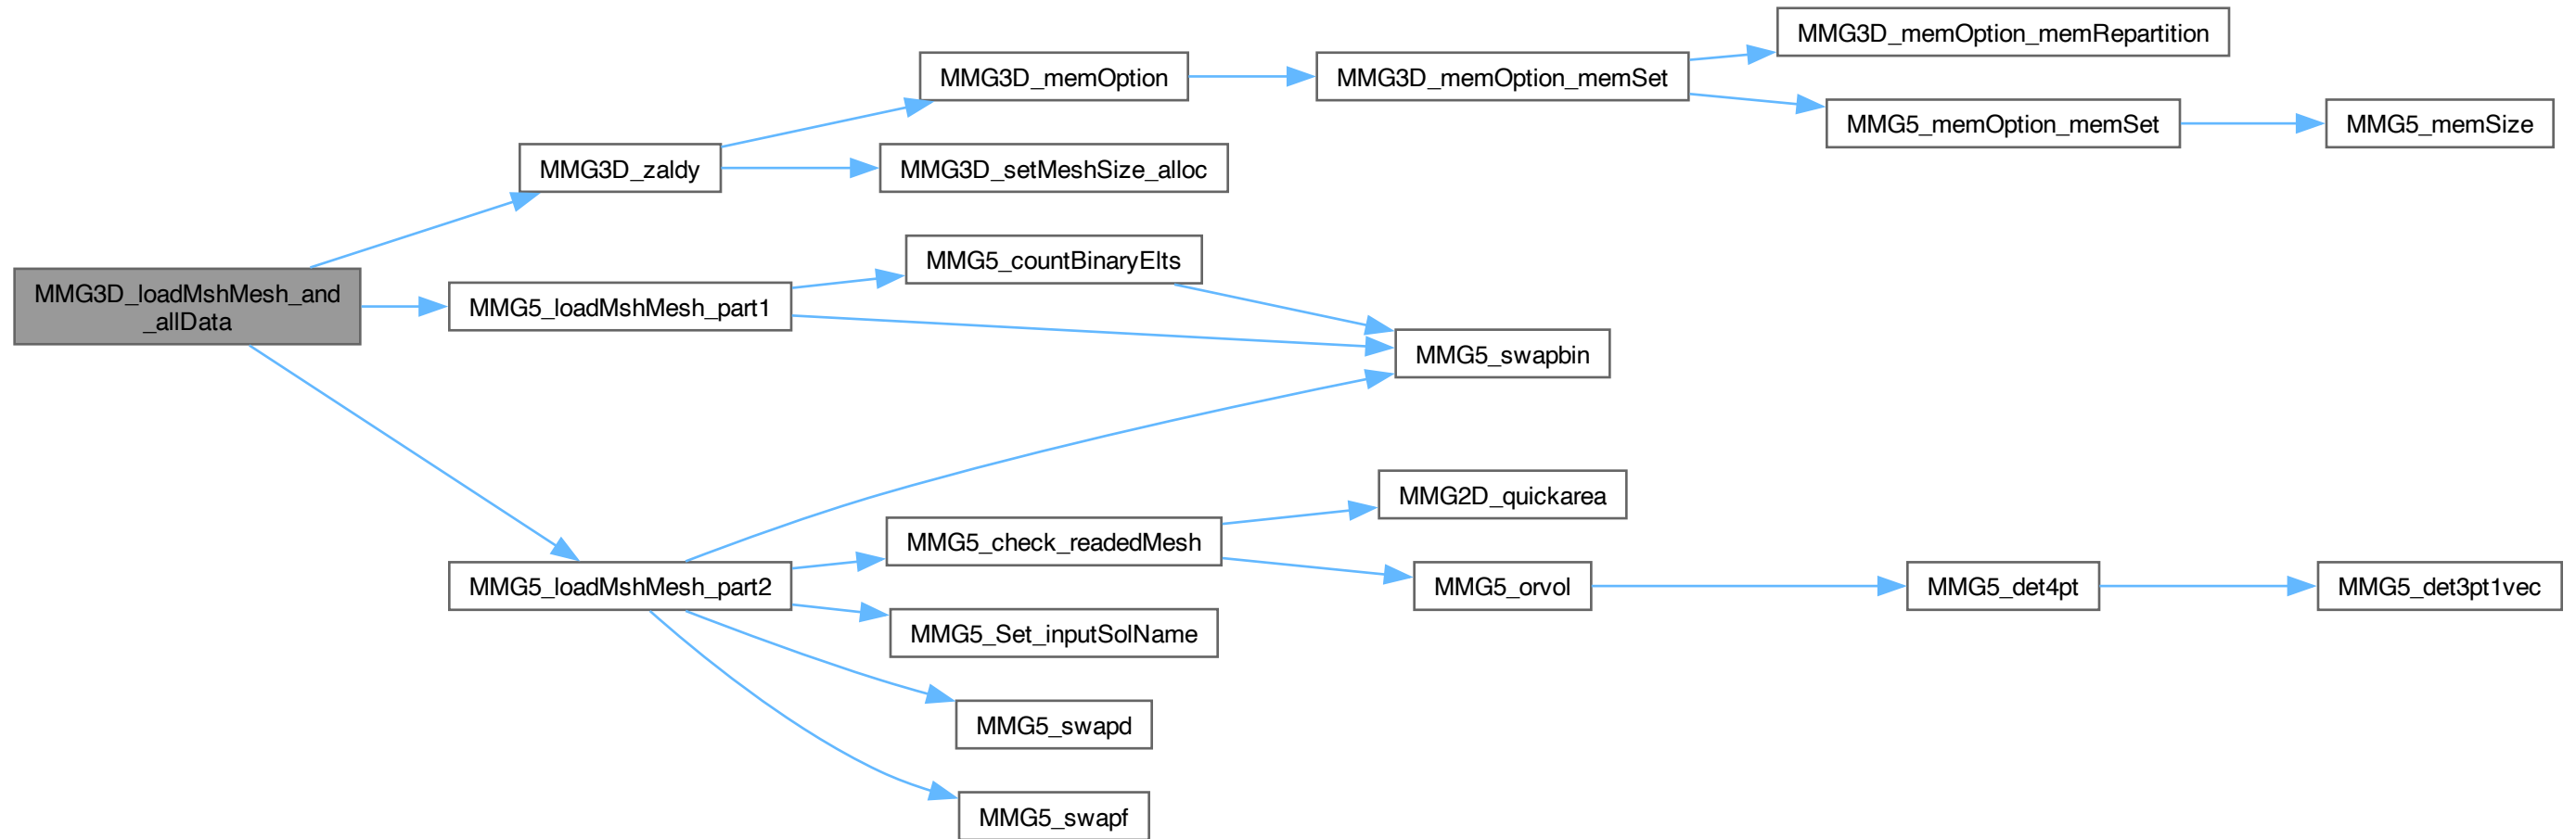 MMG3D_loadMshMesh_and
_allData
MMG3D_zaldy
MMG5_loadMshMesh_part1
MMG5_loadMshMesh_part2
MMG3D_memOption
MMG3D_setMeshSize_alloc
MMG5_countBinaryElts
MMG5_check_readedMesh
MMG5_Set_inputSolName
MMG5_swapd
MMG5_swapf
MMG3D_memOption_memSet
MMG5_swapbin
MMG2D_quickarea
MMG5_orvol
MMG3D_memOption_memRepartition
MMG5_memOption_memSet
MMG5_det4pt
MMG5_memSize
MMG5_det3pt1vec